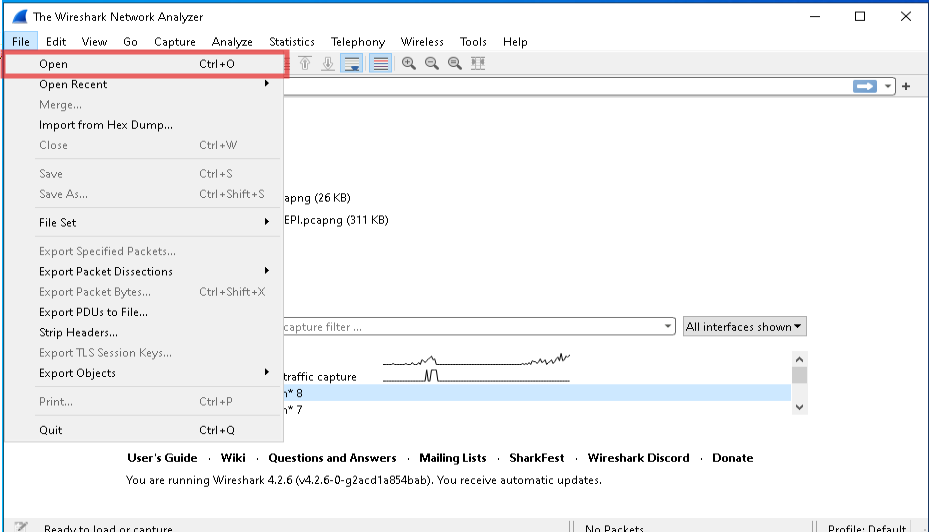 The Wireshark Network Analyzer
File Edit View Go Capture Analyze Statistics Telephony Wireless Tools Help
Open Ctrl+O
Open Recent
Merge...
Import from Hex Dump...
Close Ctrl+W
Save Ctrl+S
Save As... Ctrl+Shift+S
apng (26 KB)
File Set
EPI.pcapng (311 KB)
Export Specified Packets...
Export Packet Dissections
Export Packet Bytes... Ctrl+Shift+X
Export PDUs to File...
Strip Headers...
capture filter ... All interfaces shown
Export TLS Session Keys...
Export Objects
traffic capture
n* 8
Print... Ctrl+P
n* 7
Quit Ctrl+Q
User's Guide · Wiki · Questions and Answers · Mailing Lists · SharkFest · Wireshark Discord · Donate
You are running Wireshark 4.2.6 (v4.2.6-0-g2acd1a854bab). You receive automatic updates.
Ready to load or capture No Packets Profile: Default